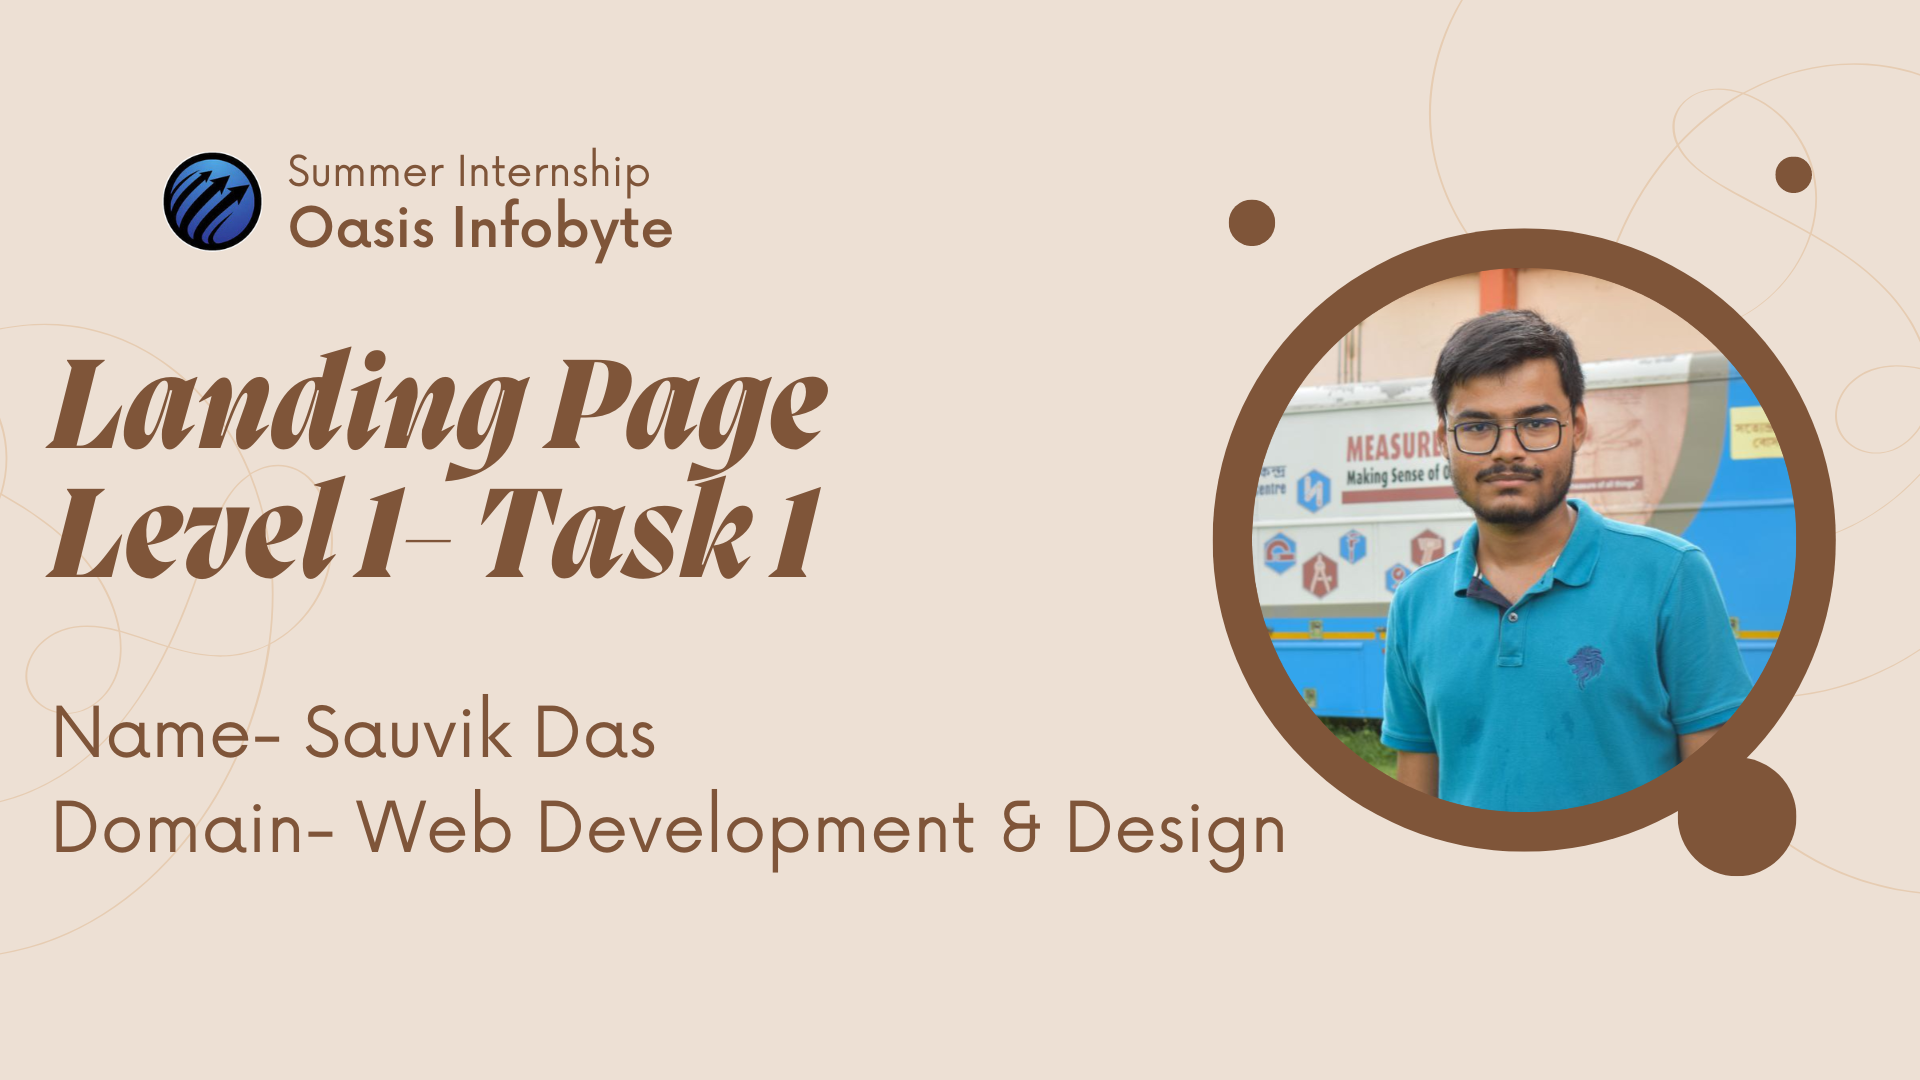 Summer Internship
Oasis Infobyte
Landing Page
Level 1- Task 1
Name- Sauvik Das
Domain- Web Development & Design
Making Sense of